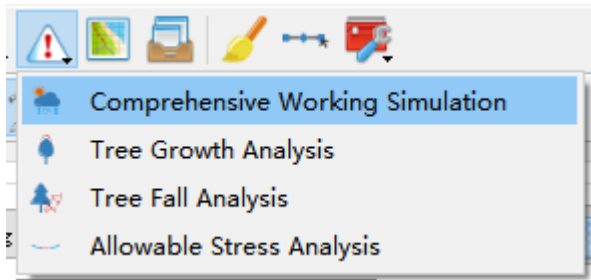 Comprehensive Working Simulation
Tree Growth Analysis
Tree Fall Analysis
Allowable Stress Analysis